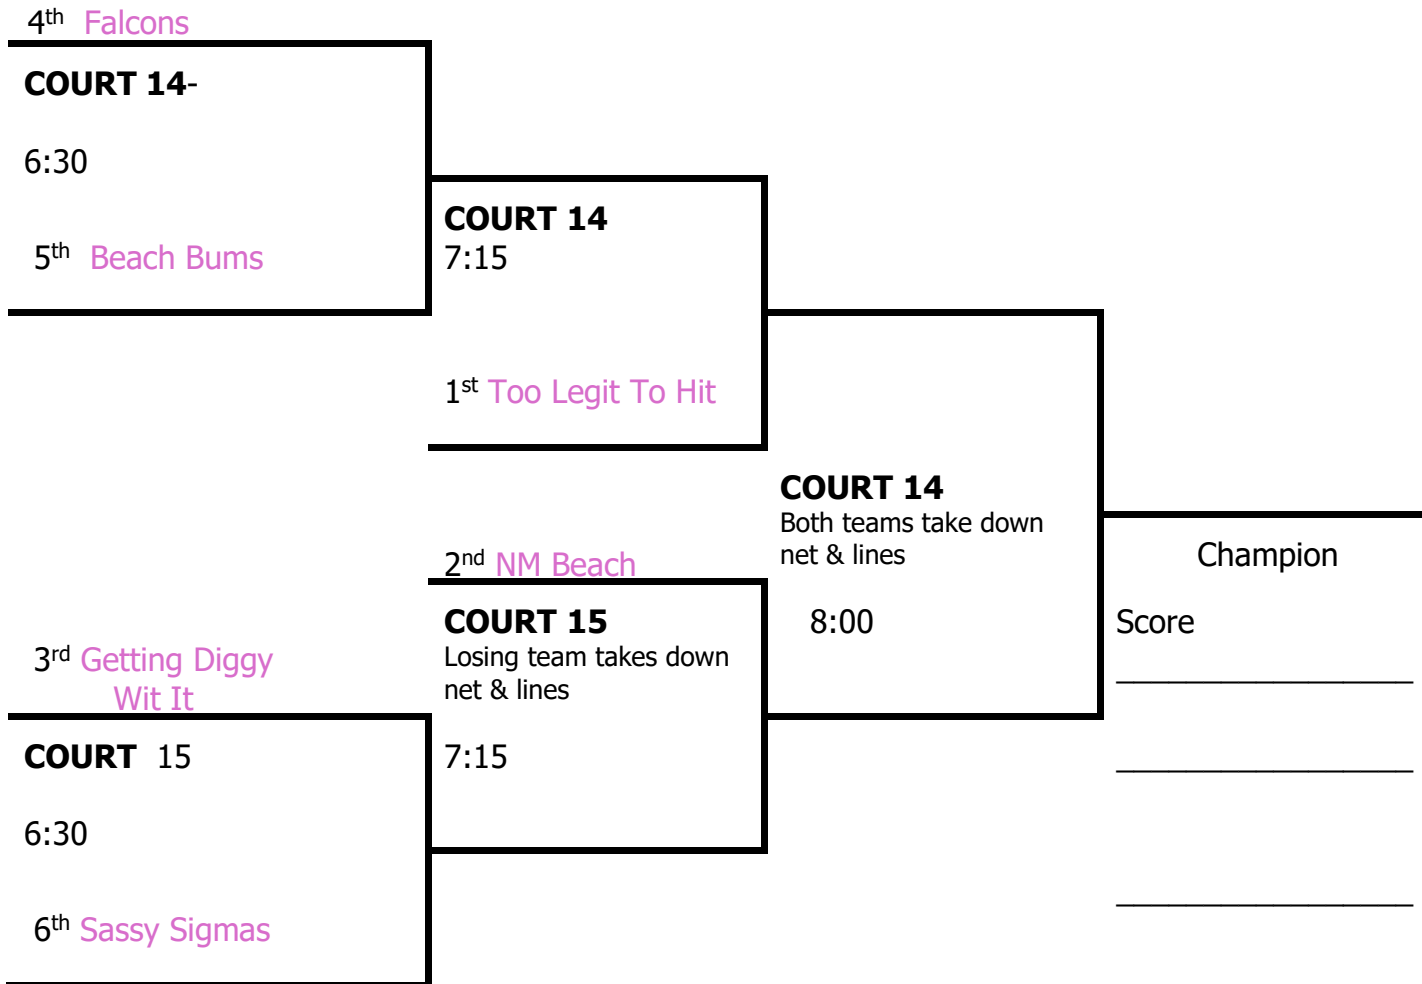 4th Falcons
COURT 14-
6:30
5th Beach Bums
COURT 14
7:15
1st Too Legit To Hit
2nd NM Beach
COURT 15
Losing team takes down
net & lines
7:15
3rd Getting Diggy
Wit It
COURT 15
6:30
6th Sassy Sigmas
COURT 14
Both teams take down
net & lines
8:00
Champion
Score